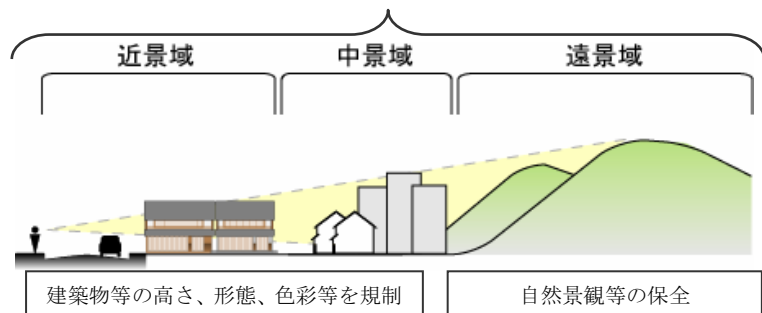 近景域
中景域
遠景域
建築物等の高さ、形態、色彩等を規制
自然景観等の保全